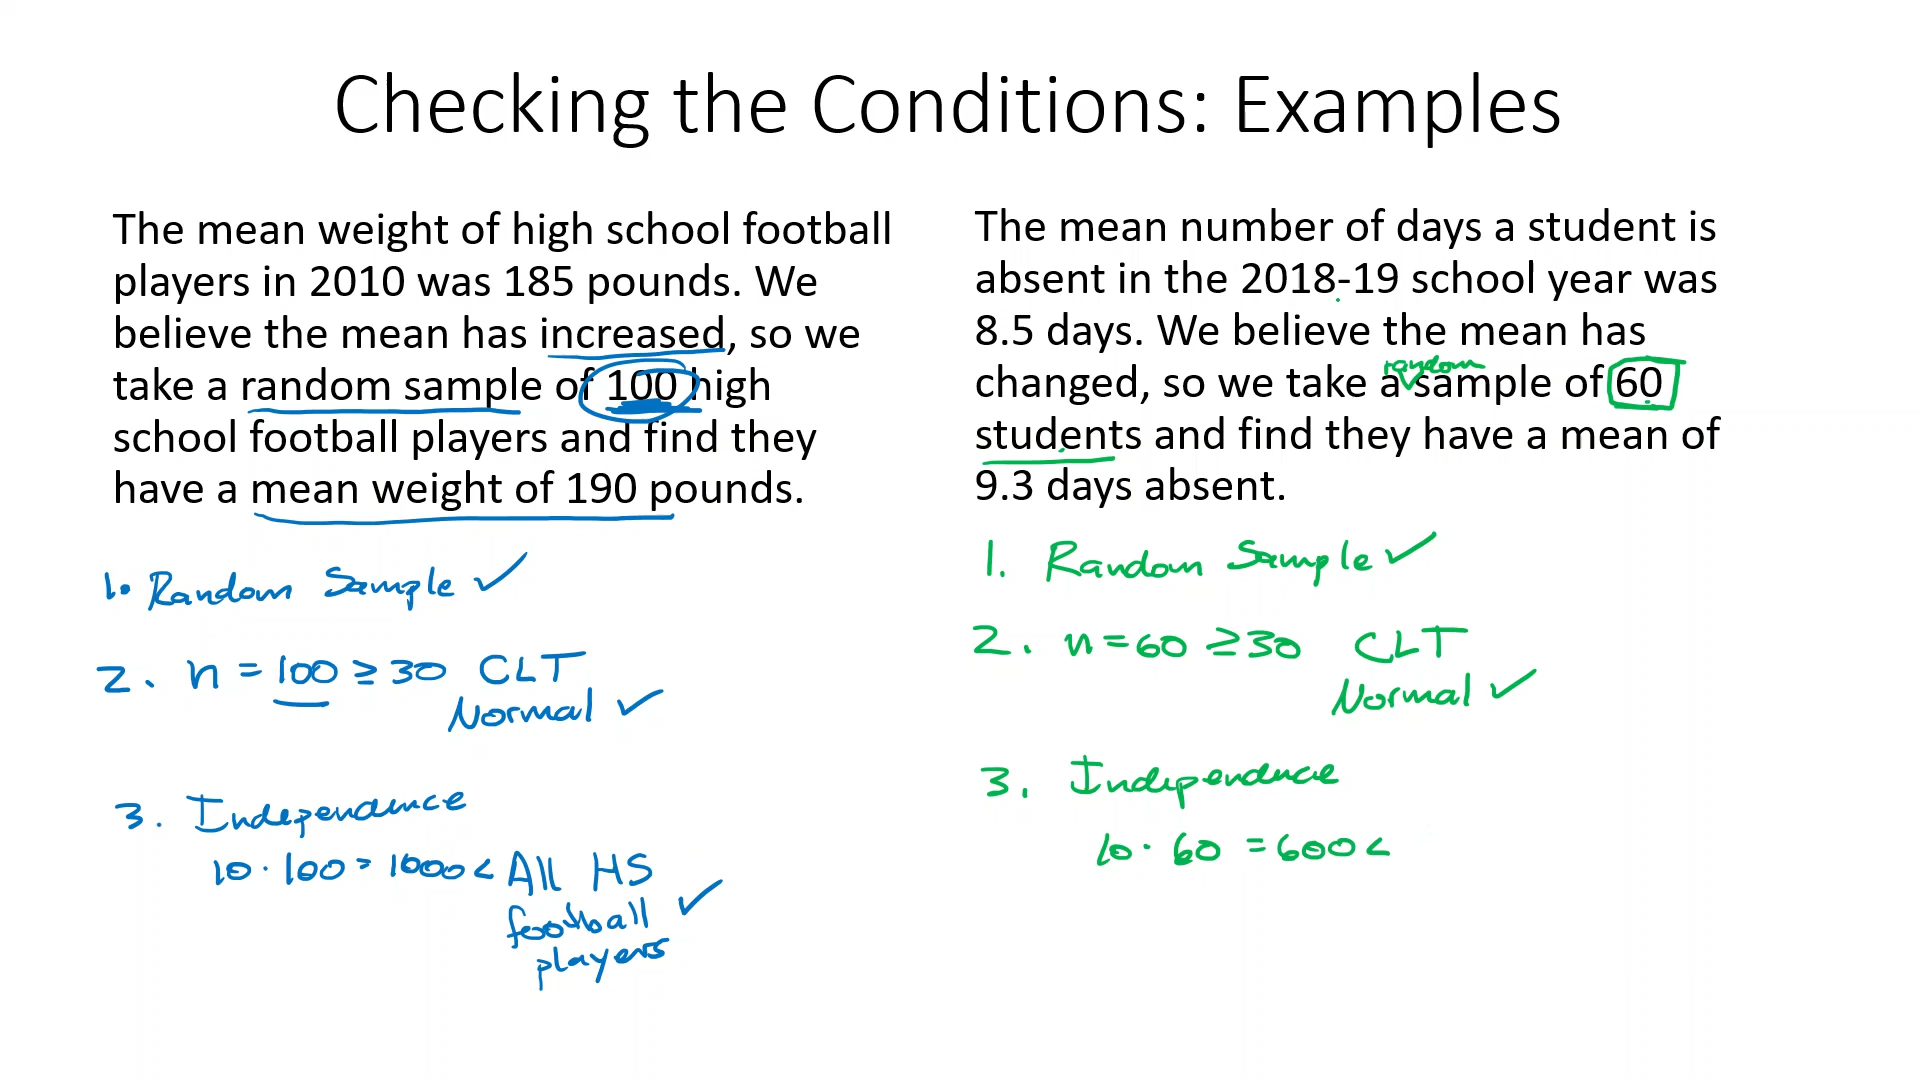 Checking the Conditions: Examples
The mean weight of high school football
players in 2010 was 185 pounds. We
believe the mean has increased, so we
take a random sample of 100 high
school football players and find they
have a mean weight of 190 pounds.
1. Random Sample ✓
2. n = 100 ≥ 30 CLT
Normal ✓
3. Independence
10 · 100 = 1000 < All HS
football ✓
players
The mean number of days a student is
absent in the 2018-19 school year was
8.5 days. We believe the mean has
random
changed, so we take a sample of 60
students and find they have a mean of
9.3 days absent.
1. Random Sample ✓
2. n = 60 ≥ 30 CLT
Normal ✓
3. Independence
10 · 60 = 600 <